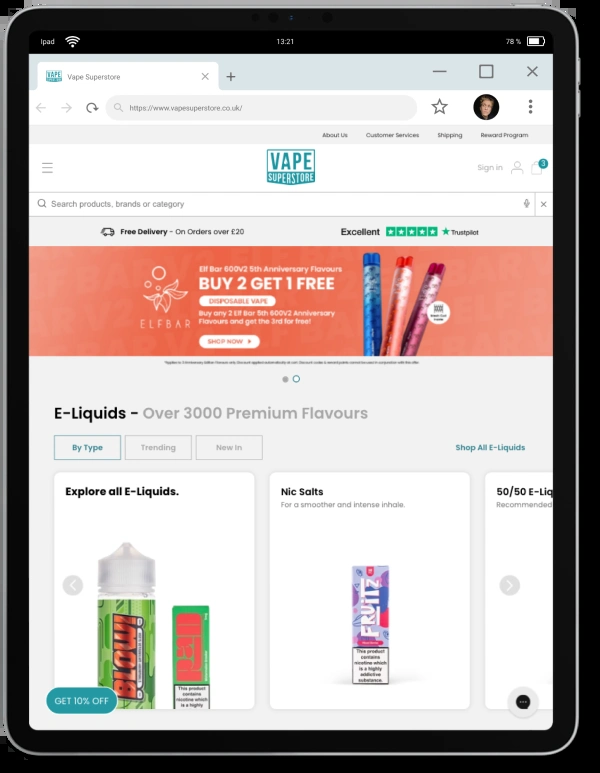 Ipad 13:21 78 %
VAPE SUPERSTORE Vape Superstore
https://www.vapesuperstore.co.uk/
About Us Customer Services Shipping Reward Program
VAPE
SUPERSTORE
Sign in 3
Search products, brands or category
Free Delivery - On Orders over £20 Excellent Trustpilot
Elf Bar 600V2 5th Anniversary Flavours
BUY 2 GET 1 FREE
DISPOSABLE VAPE
Buy any 2 Elf Bar 5th 600V2 Anniversary
Flavours and get the 3rd for free!
SHOP NOW
ELFBAR
E-Liquids - Over 3000 Premium Flavours
By Type Trending New In Shop All E-Liquids
Explore all E-Liquids.
BLOW!
This product
contains
nicotine which
is a highly
Nic Salts
For a smoother and intense inhale.
FRUITZ
This product
contains
nicotine which
is a highly
addictive
substance.
50/50 E-Liq
Recommended
GET 10% OFF